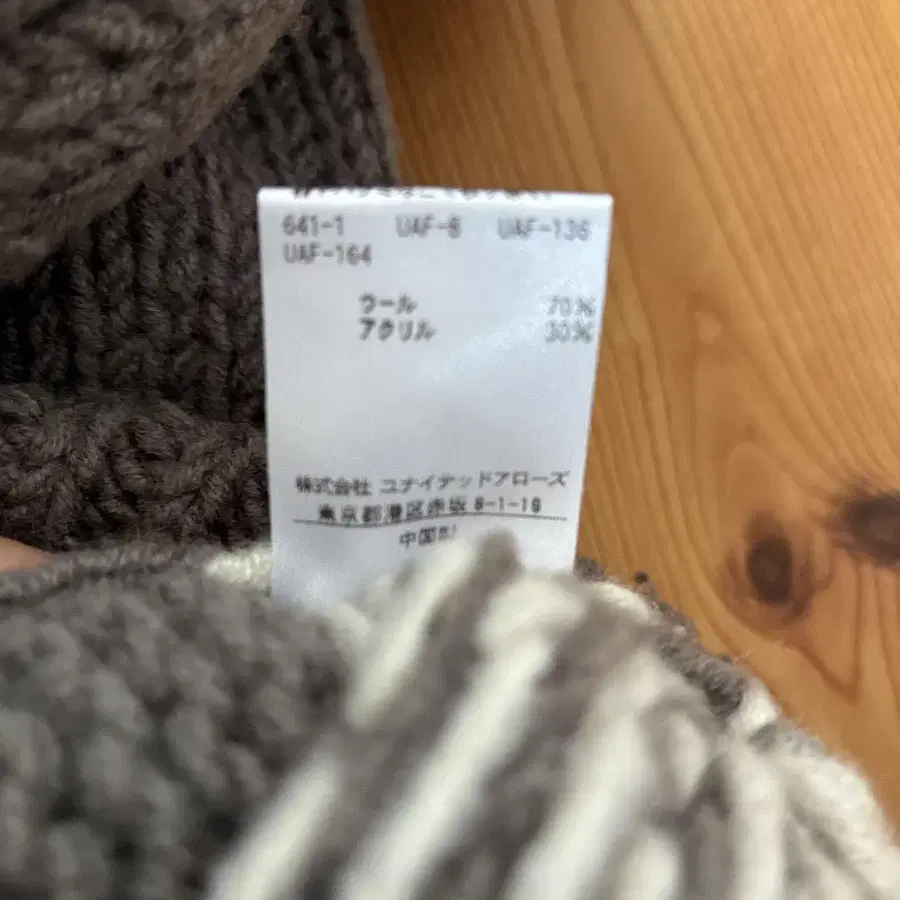 641-1 UAF-6 UAF-136
UAF-164
ウール 70%
アクリル 30%
株式会社 ユナイテッドアローズ
東京都港区赤坂 8-1-19
中国製